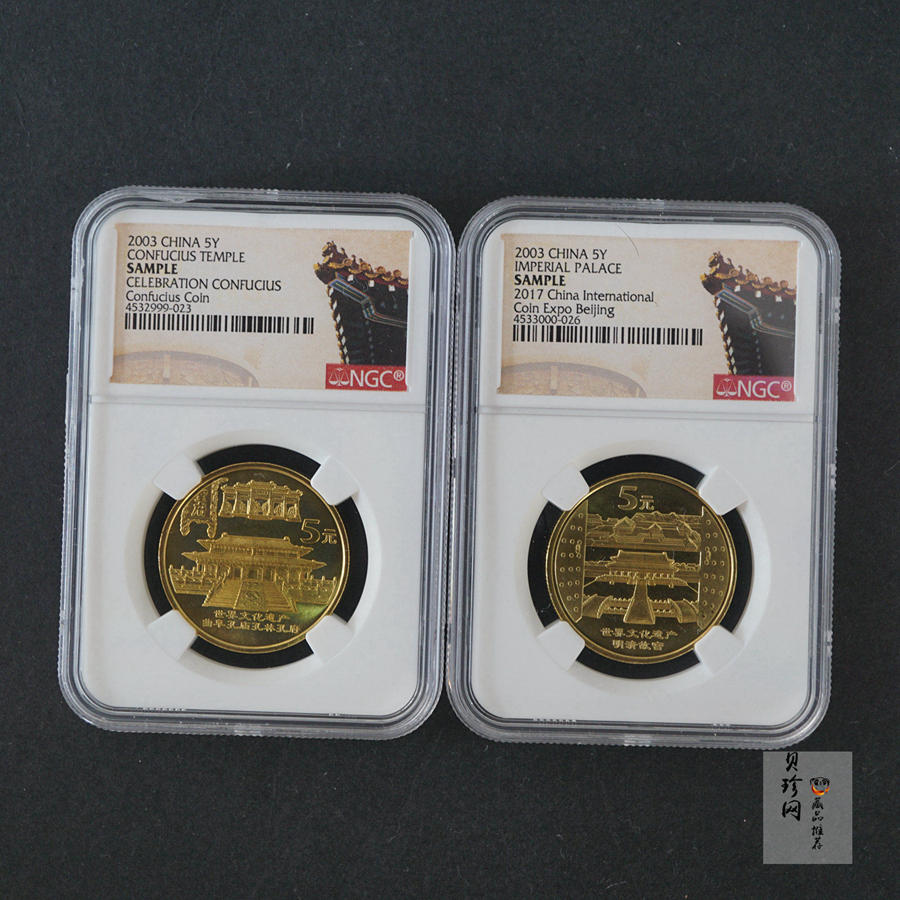 2003 CHINA 5Y
CONFUCIUS TEMPLE
SAMPLE
CELEBRATION CONFUCIUS
Confucius Coin
4532999-023
NGC®
5元
世界文化遗产
曲阜孔庙孔林孔府
2003 CHINA 5Y
IMPERIAL PALACE
SAMPLE
2017 China International
Coin Expo Beijing
4533000-026
NGC®
5元
世界文化遗产
明清故宫
贝珍网
藏品推荐